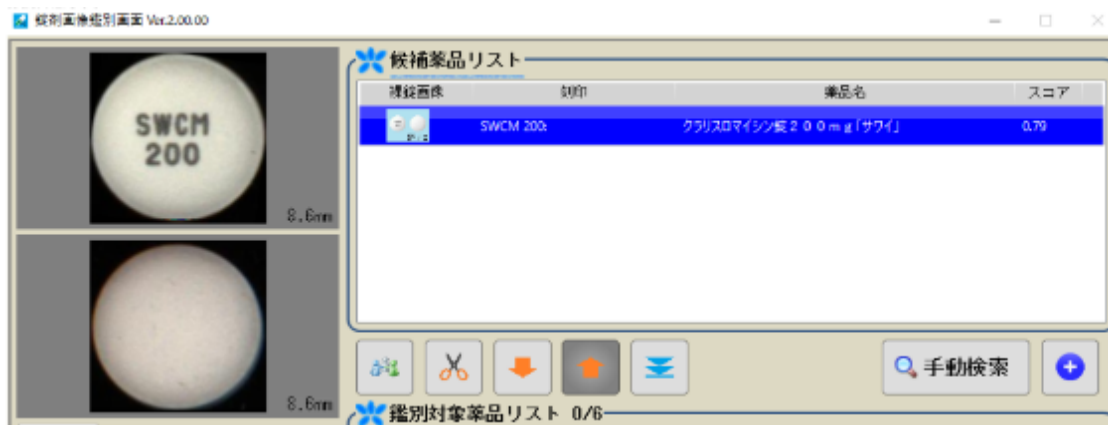 錠剤画像鑑別画面 Ver.2.00.00
SWCM
200
8.6mm
8.6mm
候補薬品リスト
裸錠画像 刻印 薬品名 スコア
SWCM 200: クラリスロマイシン錠200mg「サワイ」 0.79
手動検索
鑑別対象薬品リスト 0/6